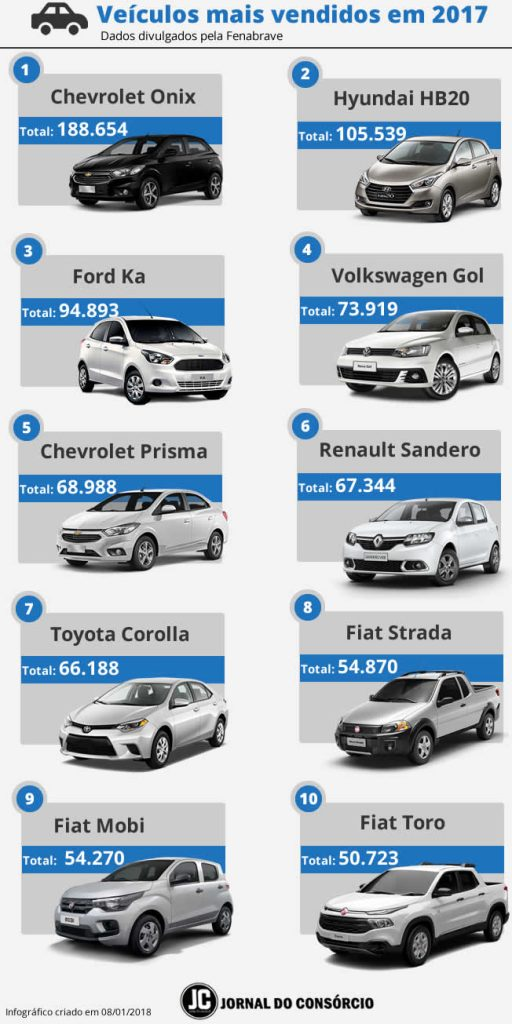 Veículos mais vendidos em 2017
Dados divulgados pela Fenabrave
1
Chevrolet Onix
Total: 188.654
2
Hyundai HB20
Total: 105.539
3
Ford Ka
Total: 94.893
4
Volkswagen Gol
Total: 73.919
5
Chevrolet Prisma
Total: 68.988
6
Renault Sandero
Total: 67.344
7
Toyota Corolla
Total: 66.188
8
Fiat Strada
Total: 54.870
9
Fiat Mobi
Total: 54.270
MOBI
10
Fiat Toro
Total: 50.723
JC JORNAL DO CONSÓRCIO
Infográfico criado em 08/01/2018